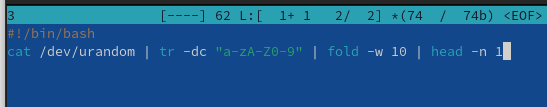 3 [----] 62 L:[ 1+ 1 2/ 2] *(74 / 74b) <EOF>
#!/bin/bash
cat /dev/urandom | tr -dc "a-zA-Z0-9" | fold -w 10 | head -n 1